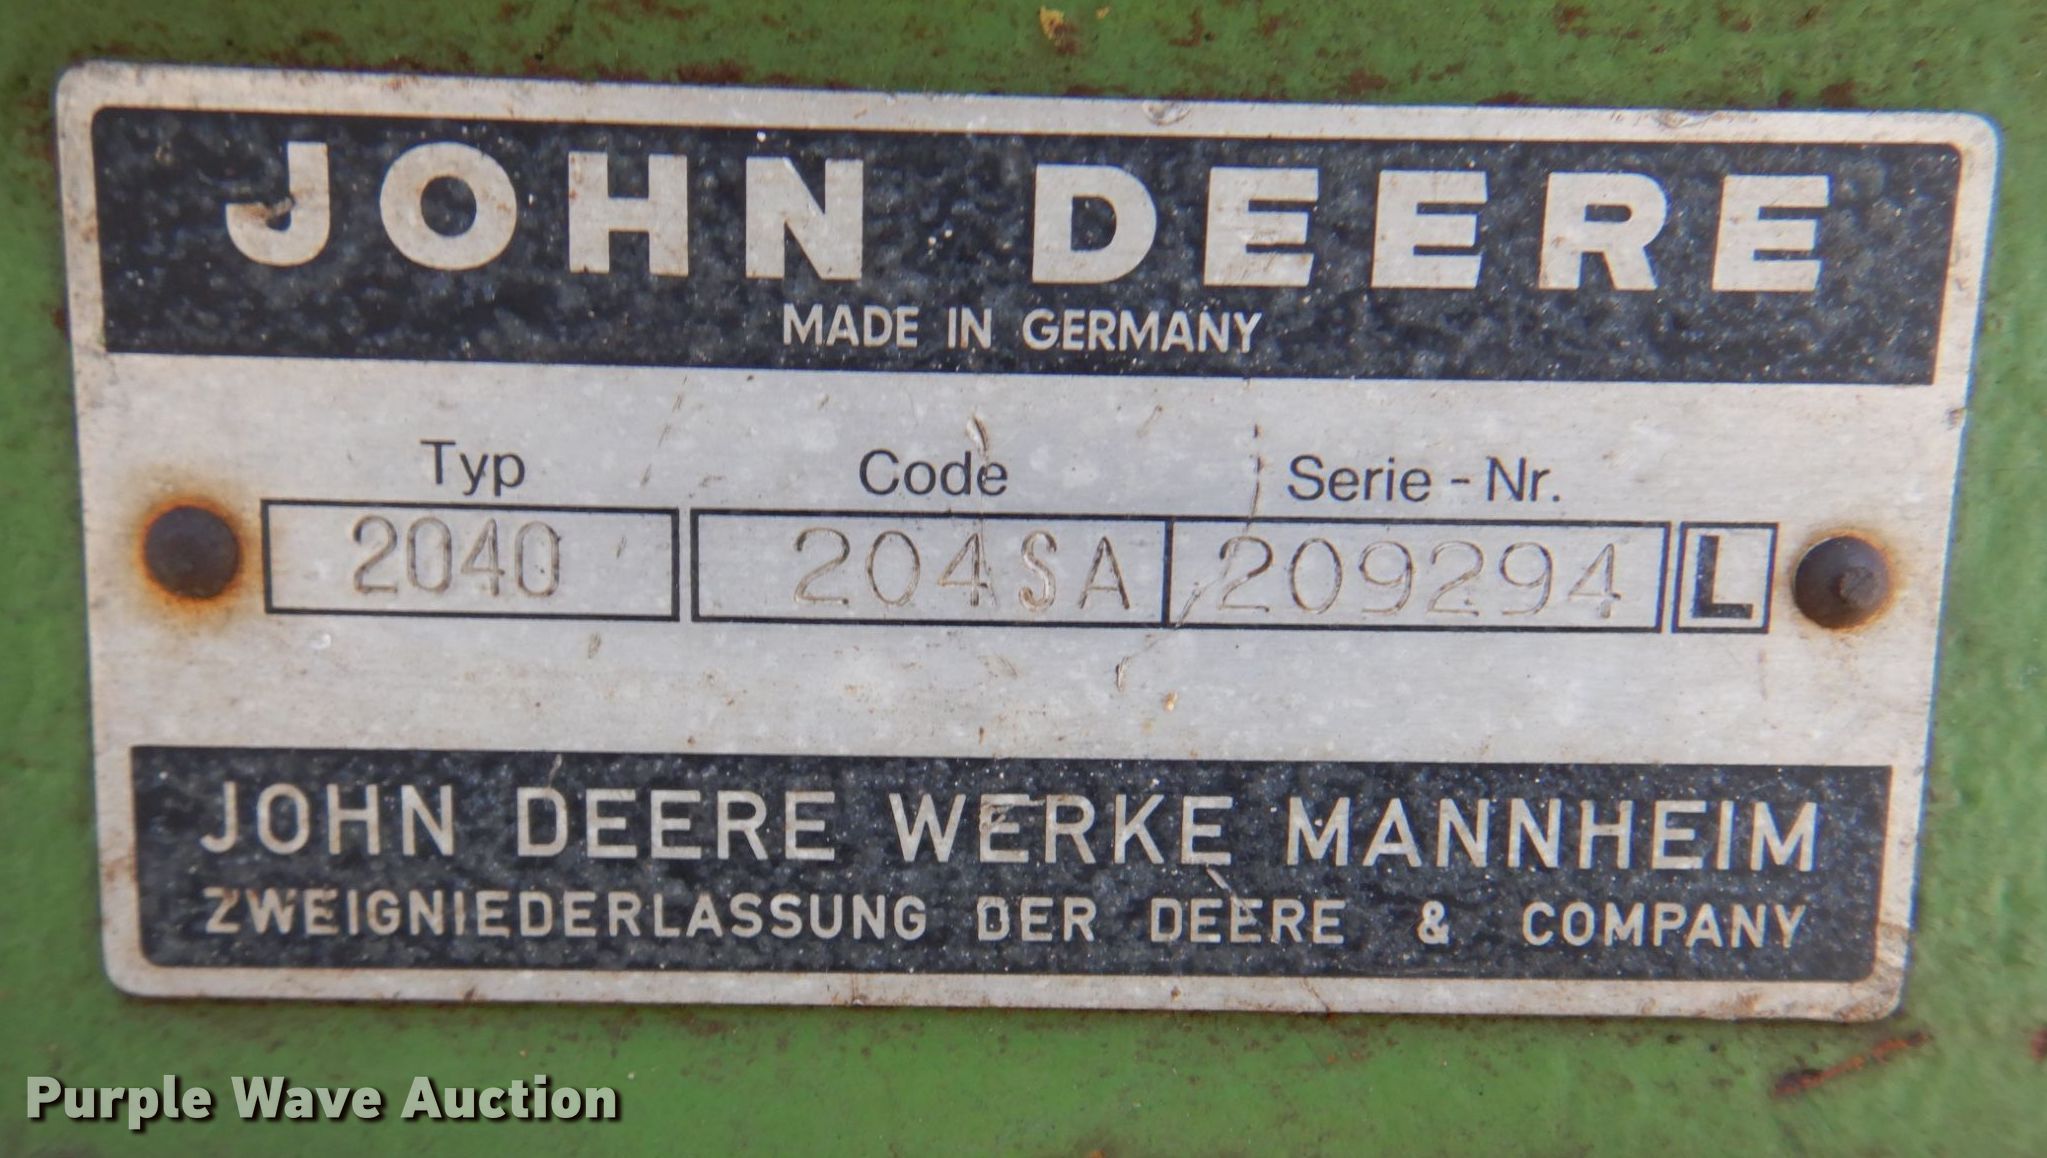 JOHN DEERE
MADE IN GERMANY
Typ Code Serie - Nr.
2040 204SA 209294 L
JOHN DEERE WERKE MANNHEIM
ZWEIGNIEDERLASSUNG DER DEERE & COMPANY
Purple Wave Auction